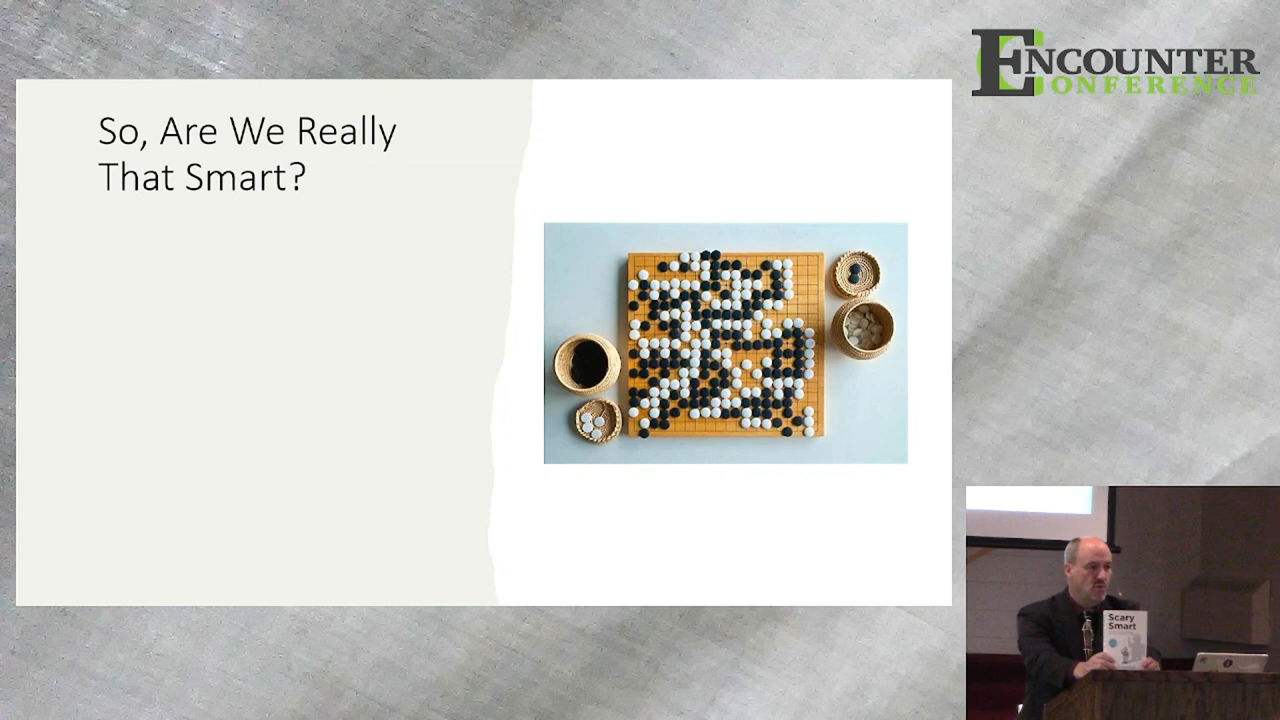 ENCOUNTER
CONFERENCE
So, Are We Really
That Smart?
Scary
Smart